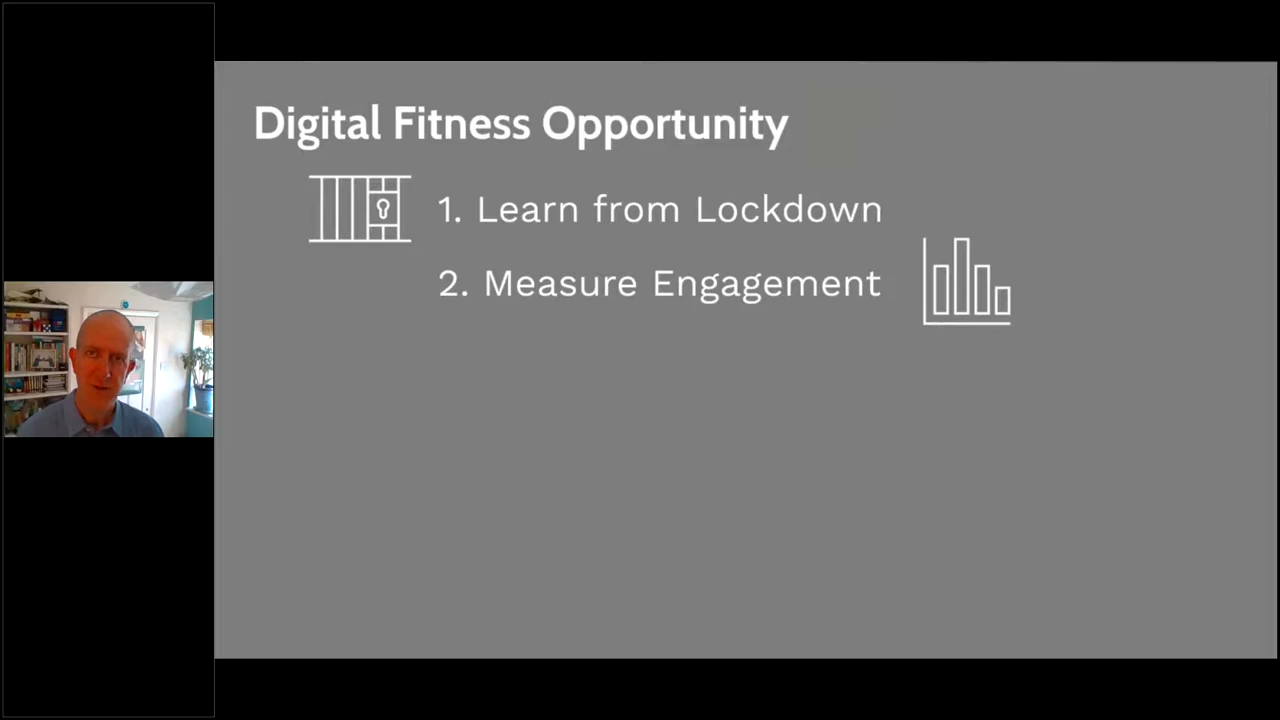 Digital Fitness Opportunity
1. Learn from Lockdown
2. Measure Engagement